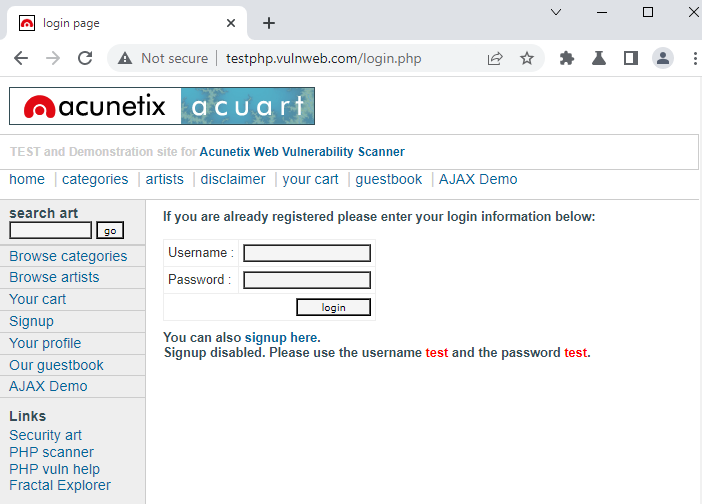 login page
Not secure | testphp.vulnweb.com/login.php
acunetix acuart
TEST and Demonstration site for Acunetix Web Vulnerability Scanner
home | categories | artists | disclaimer | your cart | guestbook | AJAX Demo
search art
go
Browse categories
Browse artists
Your cart
Signup
Your profile
Our guestbook
AJAX Demo
Links
Security art
PHP scanner
PHP vuln help
Fractal Explorer
If you are already registered please enter your login information below:
Username :
Password :
login
You can also signup here.
Signup disabled. Please use the username test and the password test.